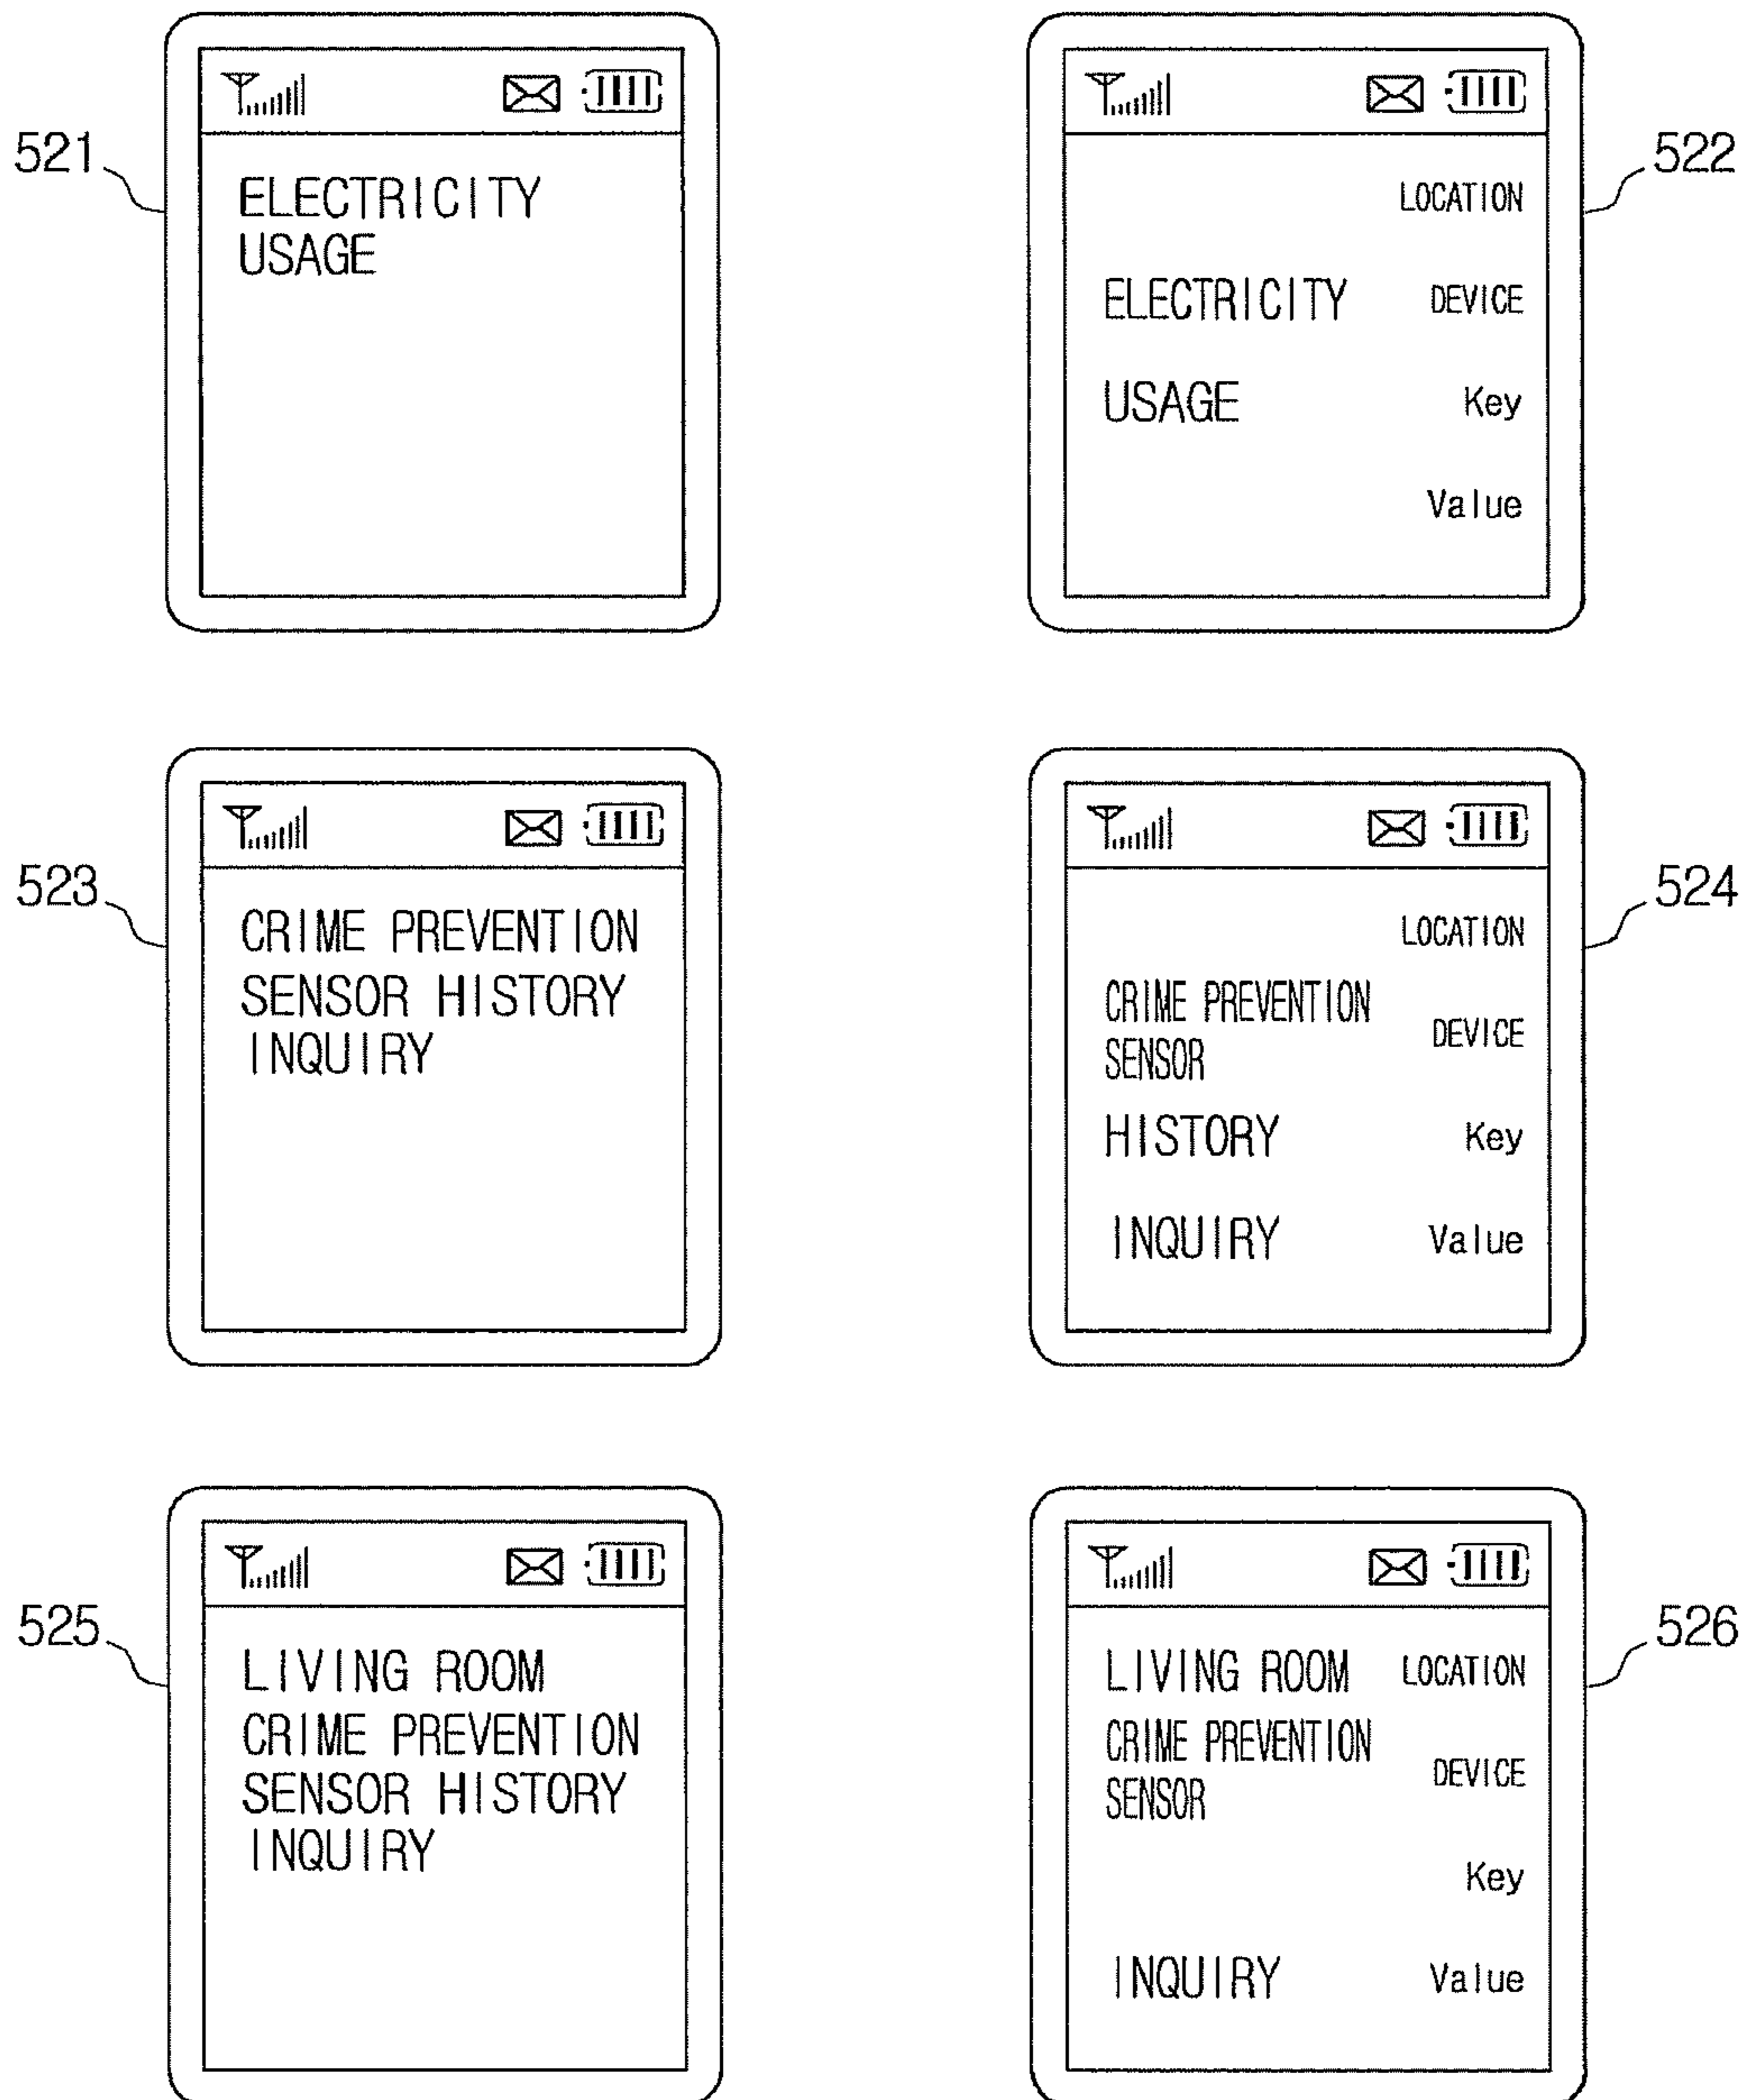 521
ELECTRICITY
USAGE
522
LOCATION
ELECTRICITY DEVICE
USAGE Key
Value
523
CRIME PREVENTION
SENSOR HISTORY
INQUIRY
524
LOCATION
CRIME PREVENTION
SENSOR
DEVICE
HISTORY Key
INQUIRY Value
525
LIVING ROOM
CRIME PREVENTION
SENSOR HISTORY
INQUIRY
526
LIVING ROOM LOCATION
CRIME PREVENTION
SENSOR
DEVICE
Key
INQUIRY Value